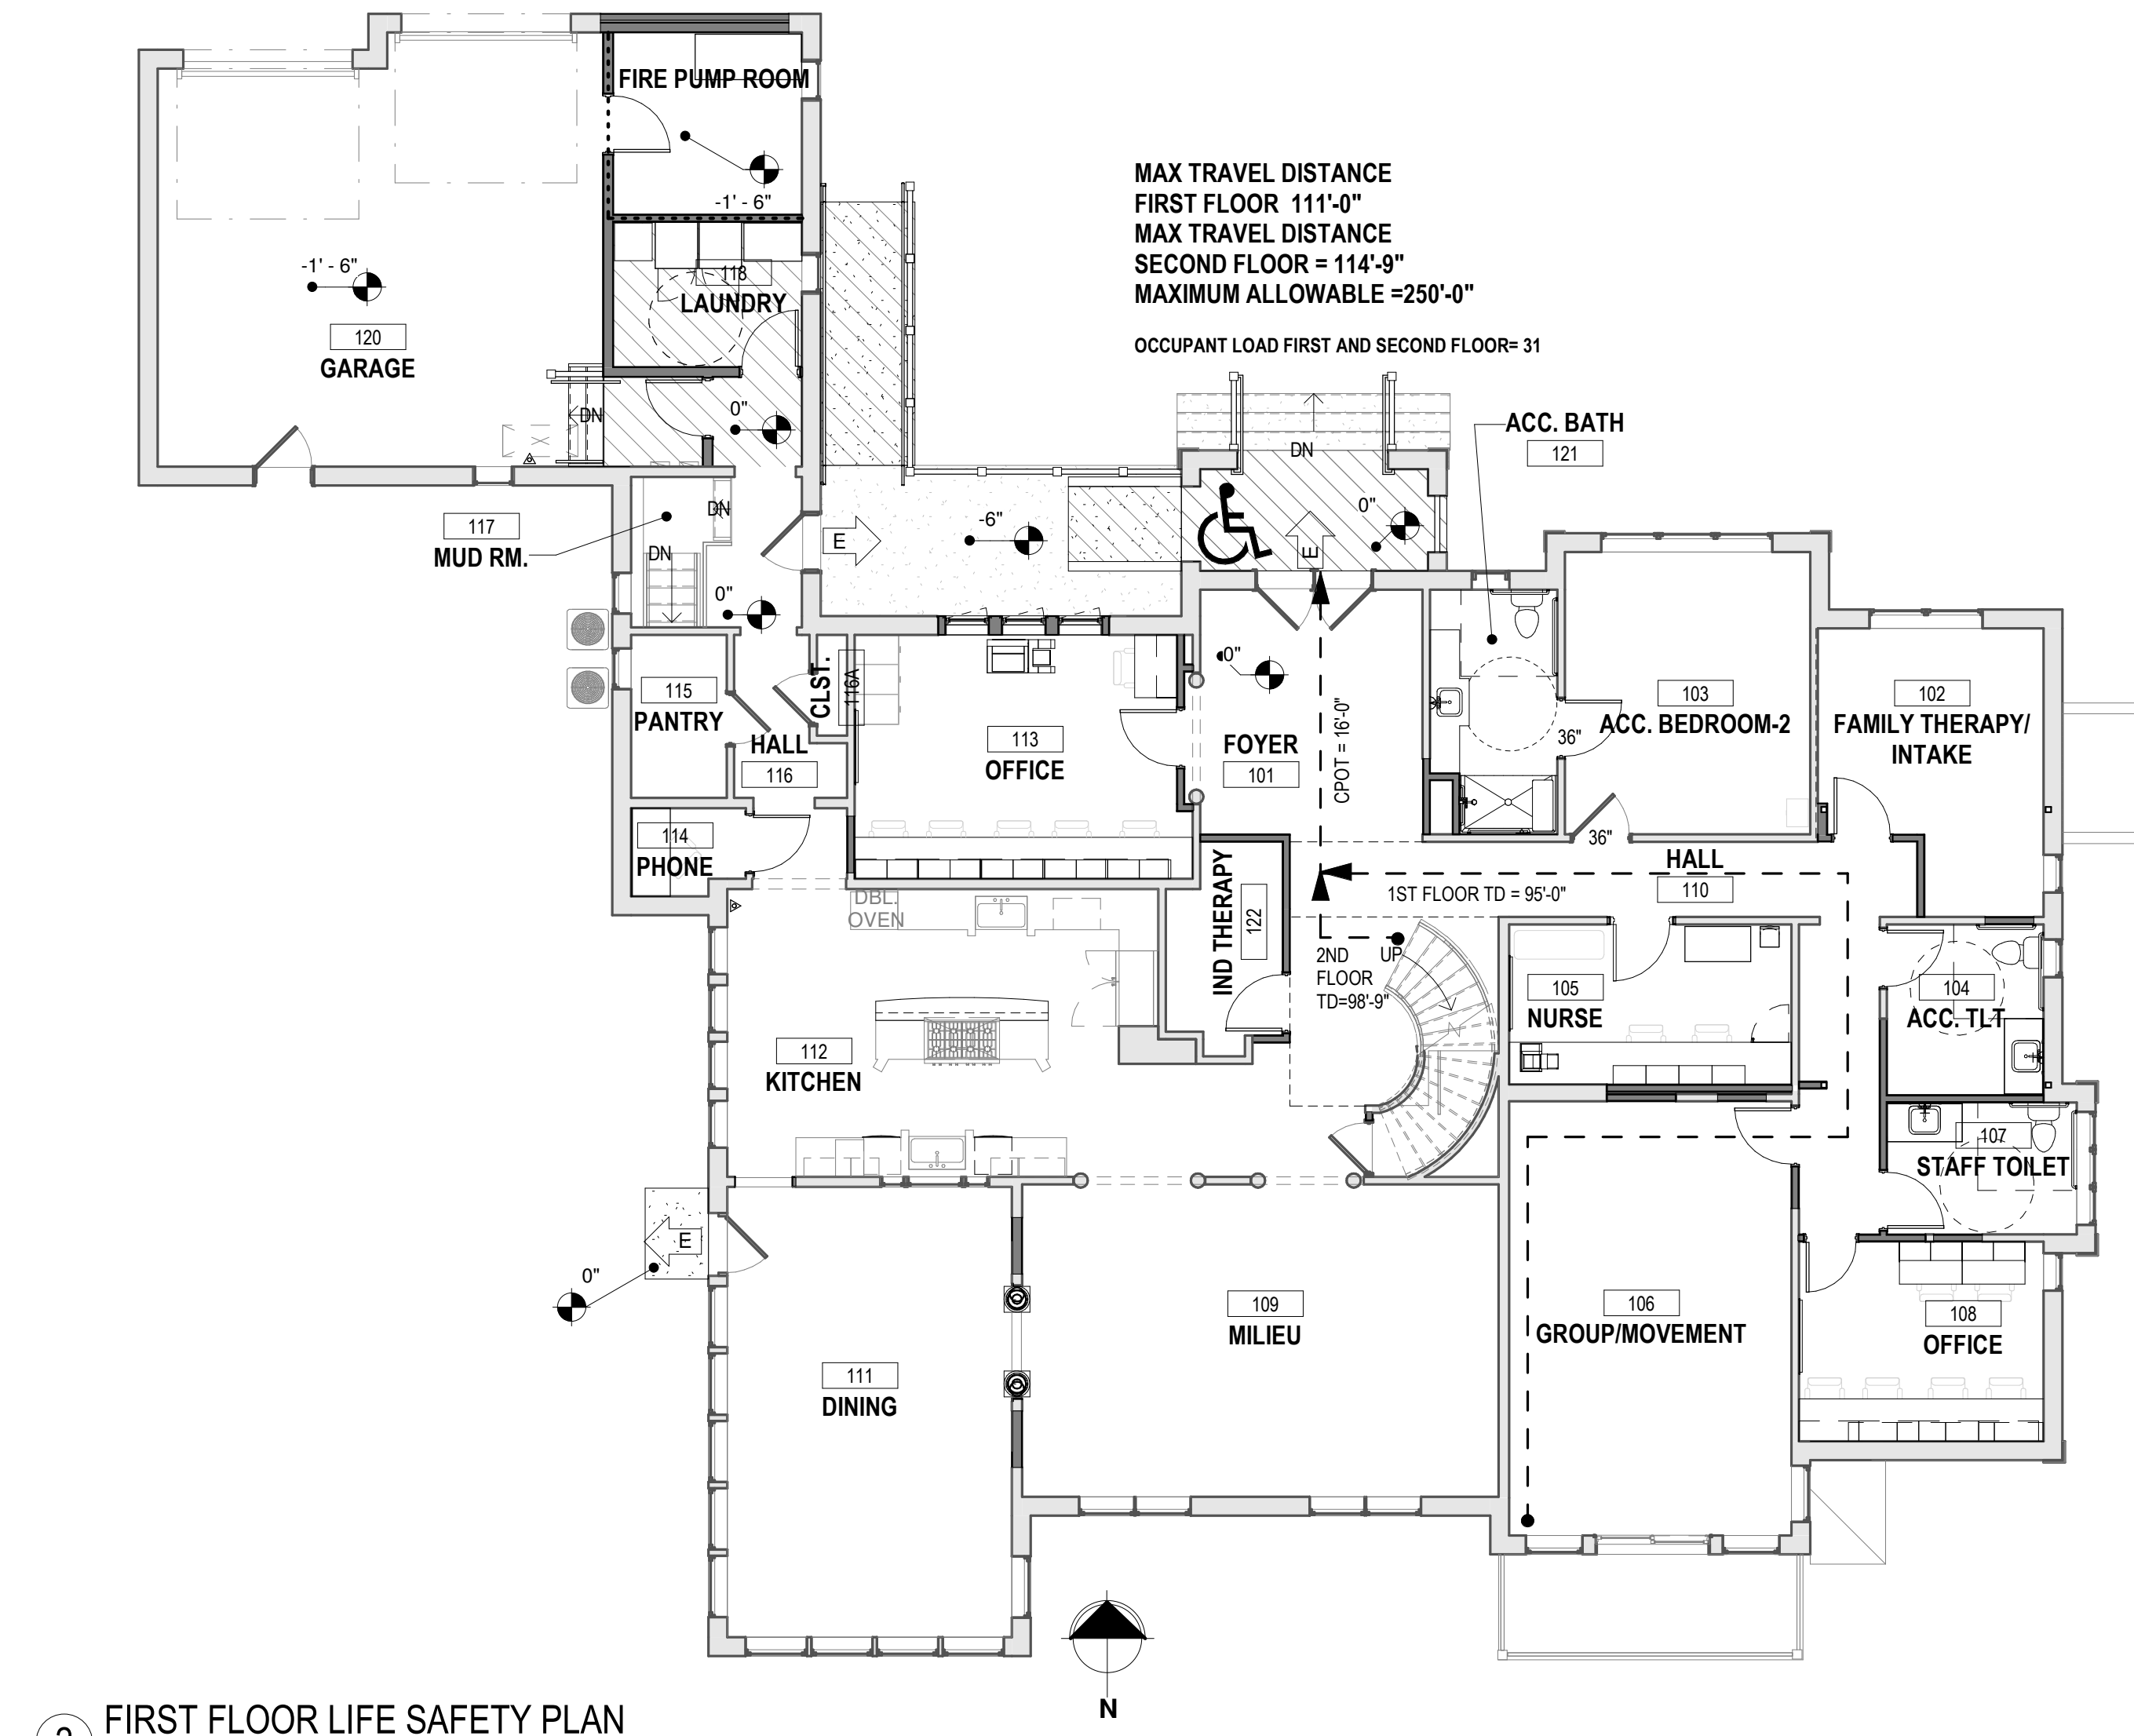 FIRE PUMP ROOM
-1' - 6"
MAX TRAVEL DISTANCE
FIRST FLOOR 111'-0"
MAX TRAVEL DISTANCE
SECOND FLOOR = 114'-9"
MAXIMUM ALLOWABLE =250'-0"
OCCUPANT LOAD FIRST AND SECOND FLOOR= 31
-1' - 6"
120
GARAGE
118
LAUNDRY
DN
0"
DN
ACC. BATH
121
117
MUD RM.
DN
DN
0"
E
-6"
E
0"
115
PANTRY
HALL
116
CLST.
116A
113
OFFICE
0"
FOYER
101
CPOT = 16'-0"
36"
103
ACC. BEDROOM-2
36"
102
FAMILY THERAPY/
INTAKE
114
PHONE
DBL.
OVEN
IND THERAPY
122
HALL
110
1ST FLOOR TD = 95'-0"
2ND
FLOOR
TD=98'-9"
UP
105
NURSE
104
ACC. TLT
112
KITCHEN
107
STAFF TOILET
E
0"
111
DINING
109
MILIEU
106
GROUP/MOVEMENT
108
OFFICE
N
FIRST FLOOR LIFE SAFETY PLAN